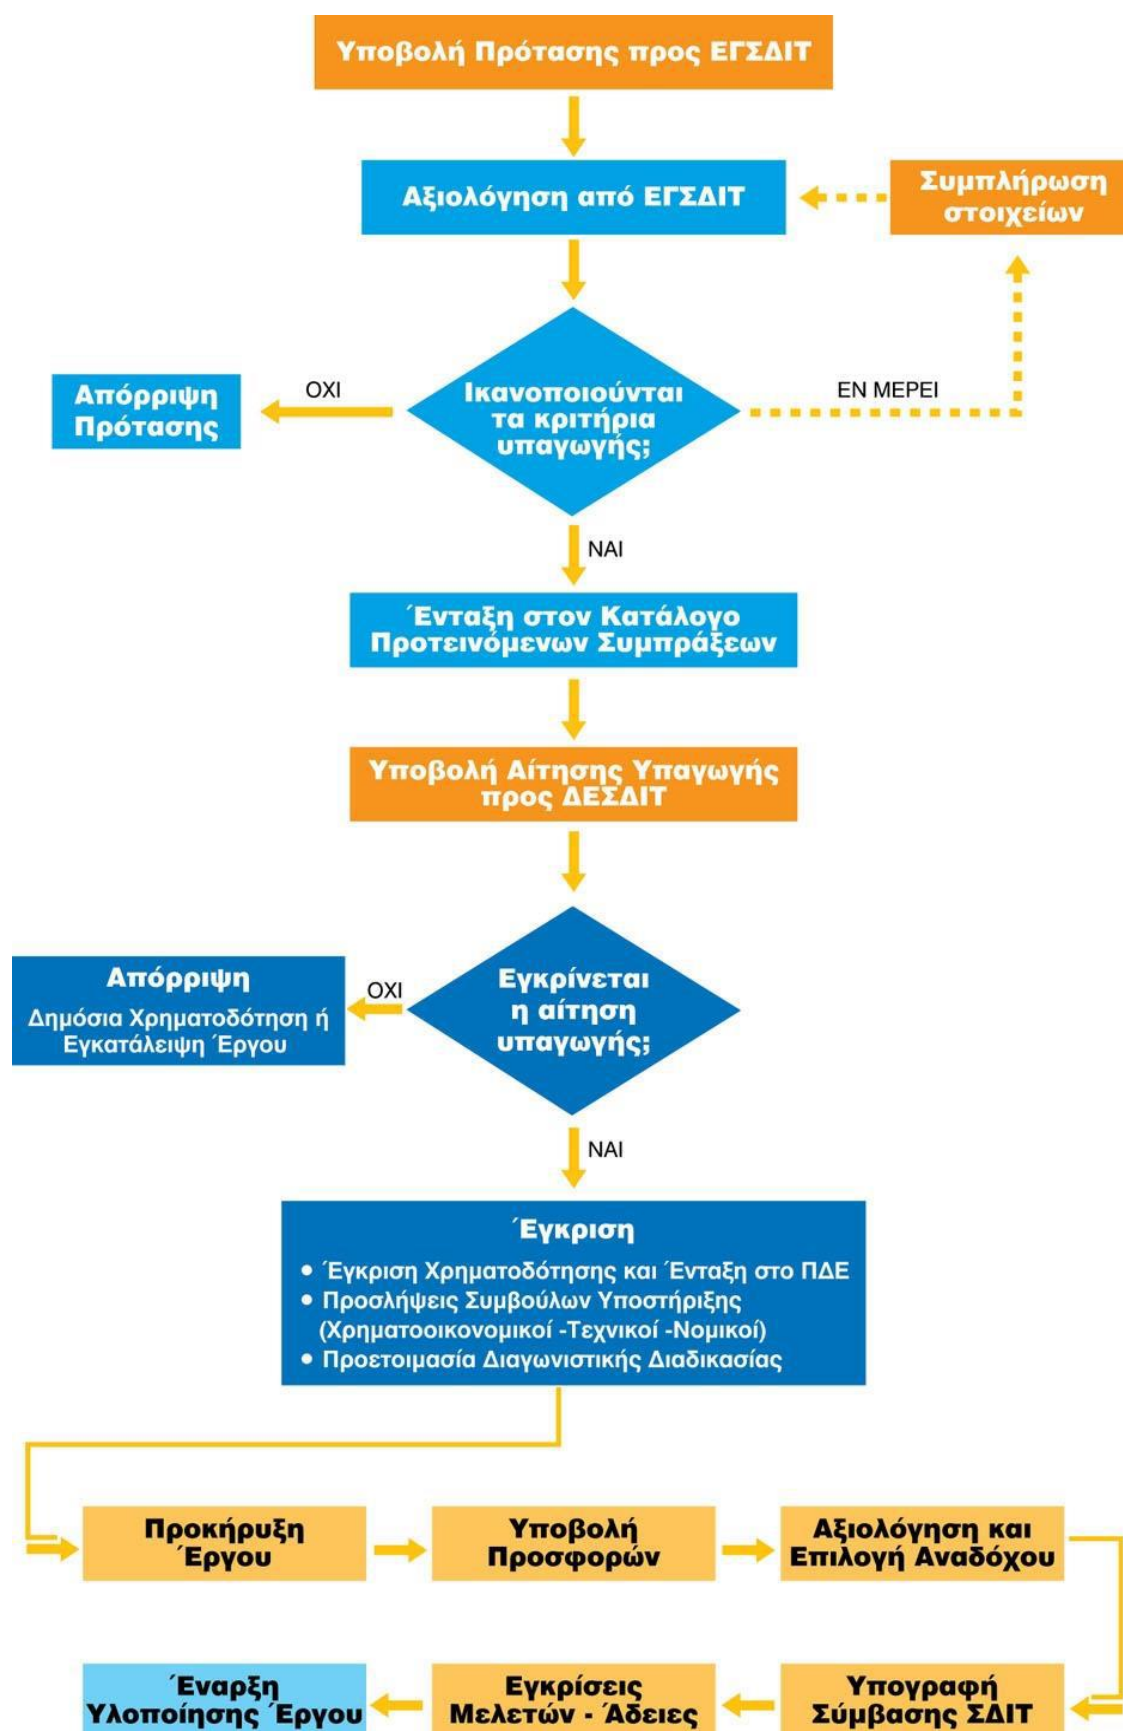 Υποβολή Πρότασης προς ΕΓΣΔΙΤ
Αξιολόγηση από ΕΓΣΔΙΤ
Συμπλήρωση
στοιχείων
Ικανοποιούνται
τα κριτήρια
υπαγωγής;
ΟΧΙ
Απόρριψη
Πρότασης
ΕΝ ΜΕΡΕΙ
ΝΑΙ
Ένταξη στον Κατάλογο
Προτεινόμενων Συμπράξεων
Υποβολή Αίτησης Υπαγωγής
προς ΔΕΣΔΙΤ
Εγκρίνεται
η αίτηση
υπαγωγής;
ΟΧΙ
Απόρριψη
Δημόσια Χρηματοδότηση ή
Εγκατάλειψη Έργου
ΝΑΙ
Έγκριση
• Έγκριση Χρηματοδότησης και Ένταξη στο ΠΔΕ
• Προσλήψεις Συμβούλων Υποστήριξης
(Χρηματοοικονομικοί -Τεχνικοί -Νομικοί)
• Προετοιμασία Διαγωνιστικής Διαδικασίας
Προκήρυξη
Έργου
Υποβολή
Προσφορών
Αξιολόγηση και
Επιλογή Αναδόχου
Υπογραφή
Σύμβασης ΣΔΙΤ
Εγκρίσεις
Μελετών - Άδειες
Έναρξη
Υλοποίησης Έργου